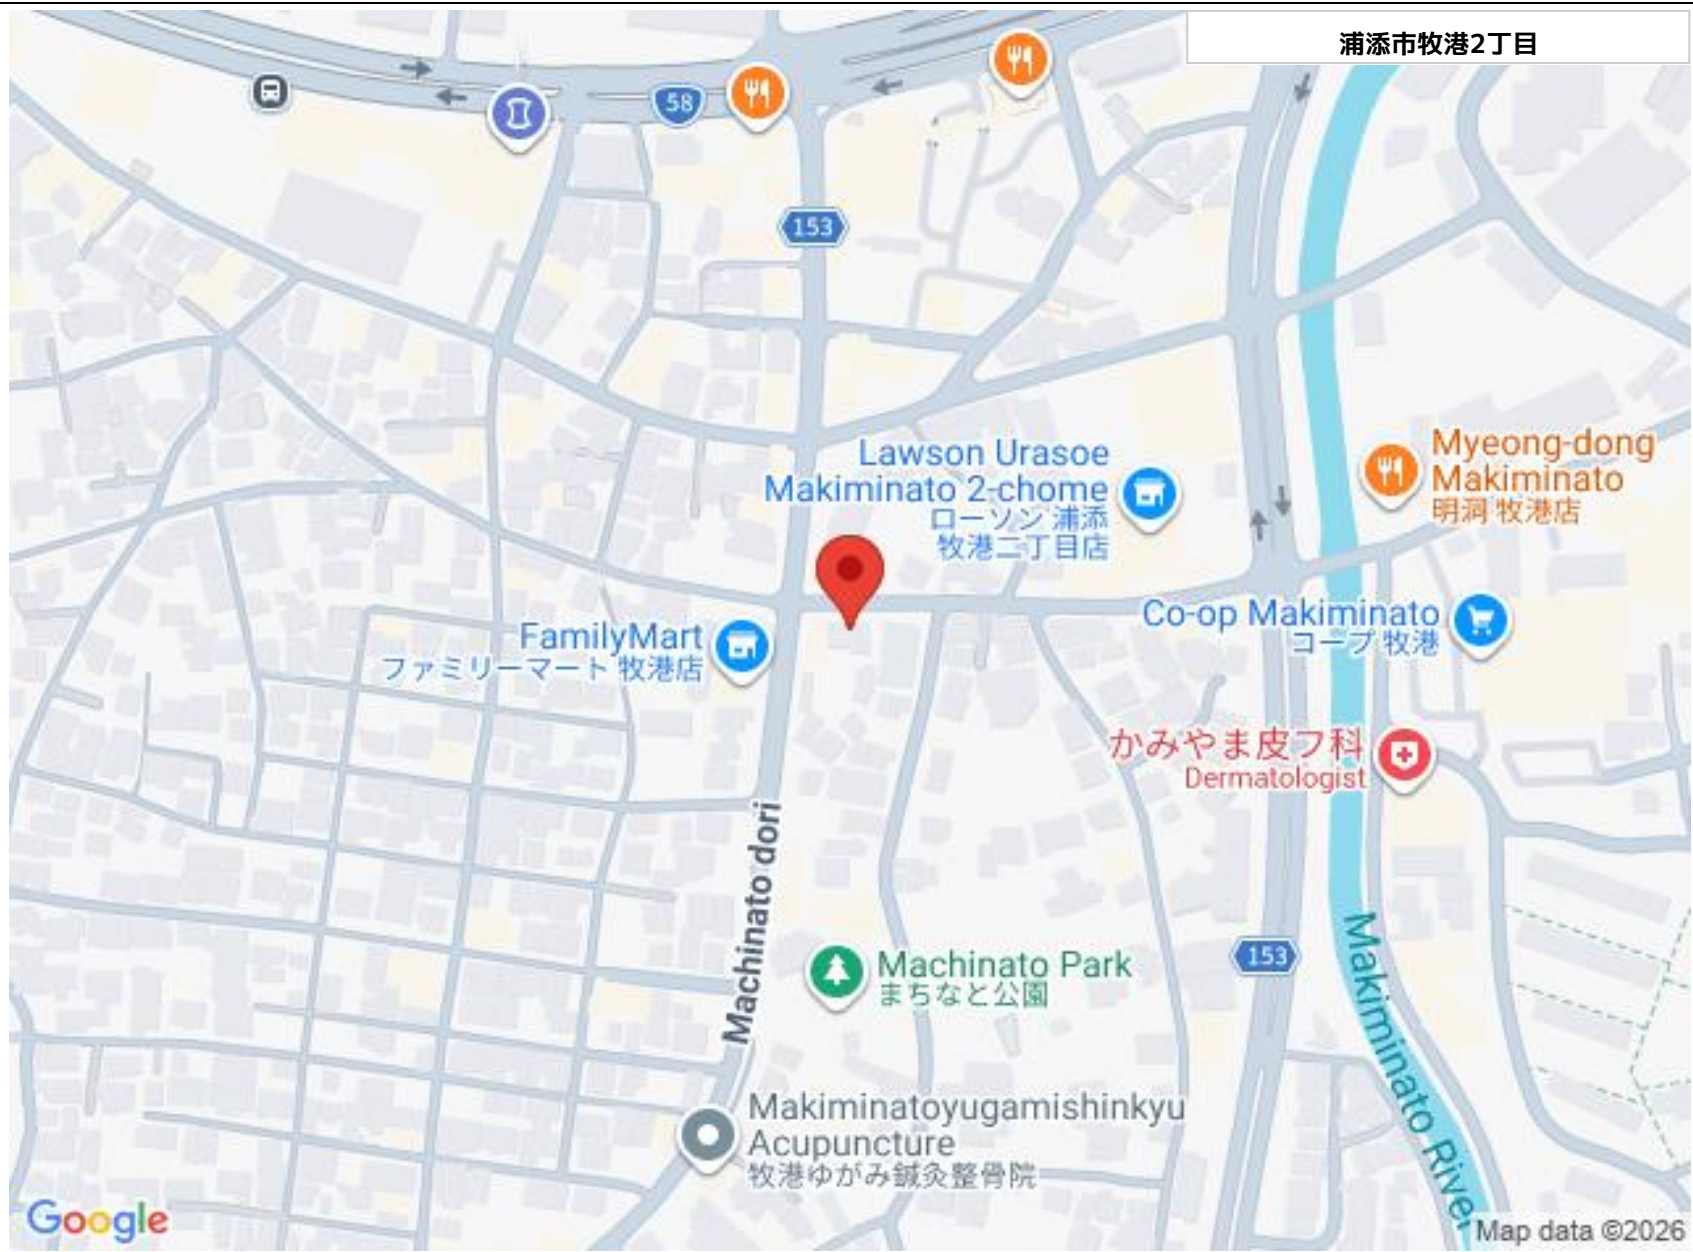 浦添市牧港2丁目
58
153
Lawson Urasoe
Makiminato 2-chome
ローソン 浦添
牧港二丁目店
Myeong-dong
Makiminato
明洞 牧港店
FamilyMart
ファミリーマート 牧港店
Co-op Makiminato
コープ 牧港
かみやま皮フ科
Dermatologist
Machinato dori
Machinato Park
まちなと公園
153
Makiminato River
Makiminatoyugamishinkyu
Acupuncture
牧港ゆがみ鍼灸整骨院
Google
Map data ©2026